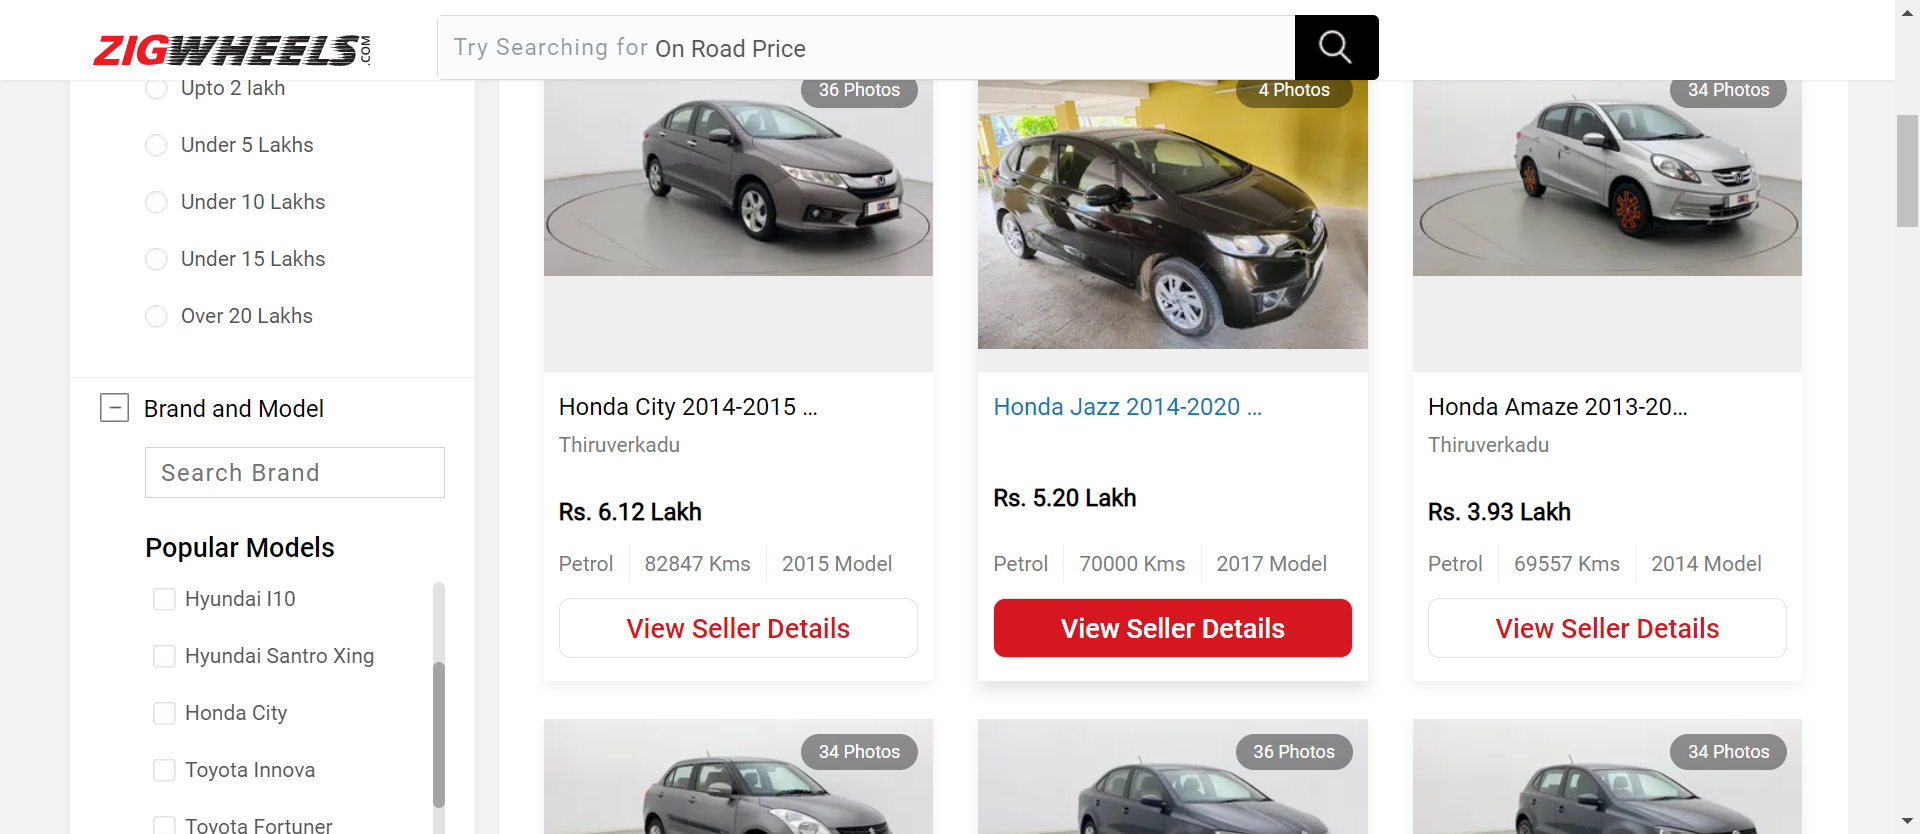 ZIGWHEELS.COM
Try Searching for On Road Price
Upto 2 lakh
Under 5 Lakhs
Under 10 Lakhs
Under 15 Lakhs
Over 20 Lakhs
Brand and Model
Search Brand
Popular Models
Hyundai I10
Hyundai Santro Xing
Honda City
Toyota Innova
Toyota Fortuner
36 Photos
Honda City 2014-2015 ...
Thiruverkadu
Rs. 6.12 Lakh
Petrol 82847 Kms 2015 Model
View Seller Details
4 Photos
Honda Jazz 2014-2020 ...
Rs. 5.20 Lakh
Petrol 70000 Kms 2017 Model
View Seller Details
34 Photos
Honda Amaze 2013-20...
Thiruverkadu
Rs. 3.93 Lakh
Petrol 69557 Kms 2014 Model
View Seller Details
34 Photos
36 Photos
34 Photos